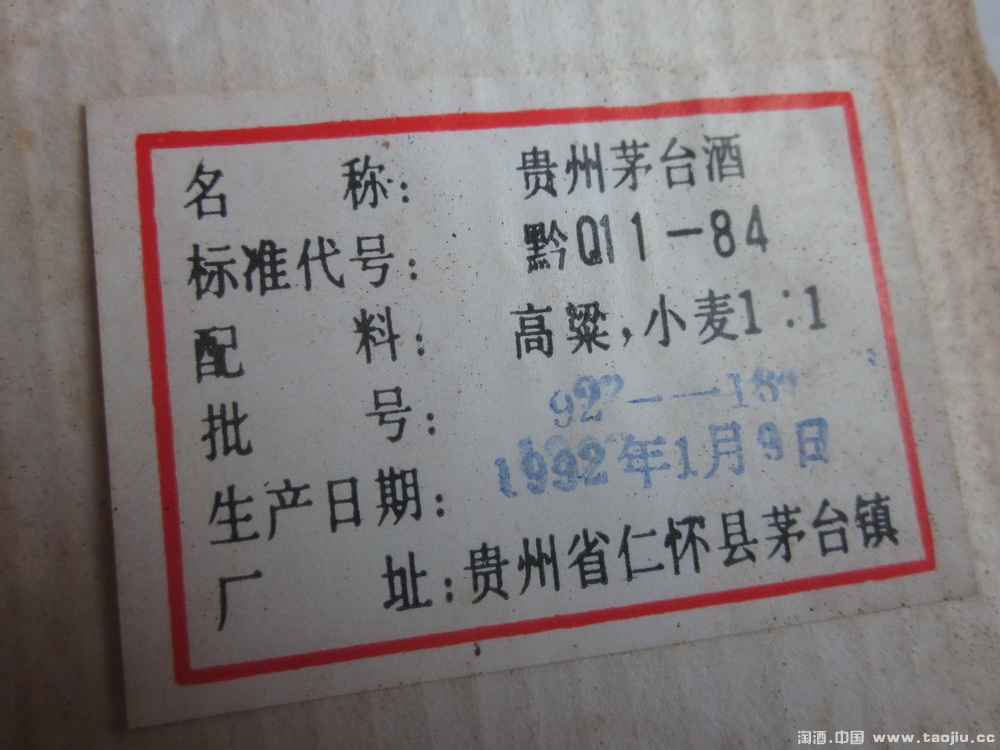 名 称：贵州茅台酒
标准代号：黔Q11-84
配 料：高粱，小麦1:1
批 号：
生产日期：1992年1月9日
厂 址：贵州省仁怀县茅台镇
淘酒.中国 www.taojiu.cc